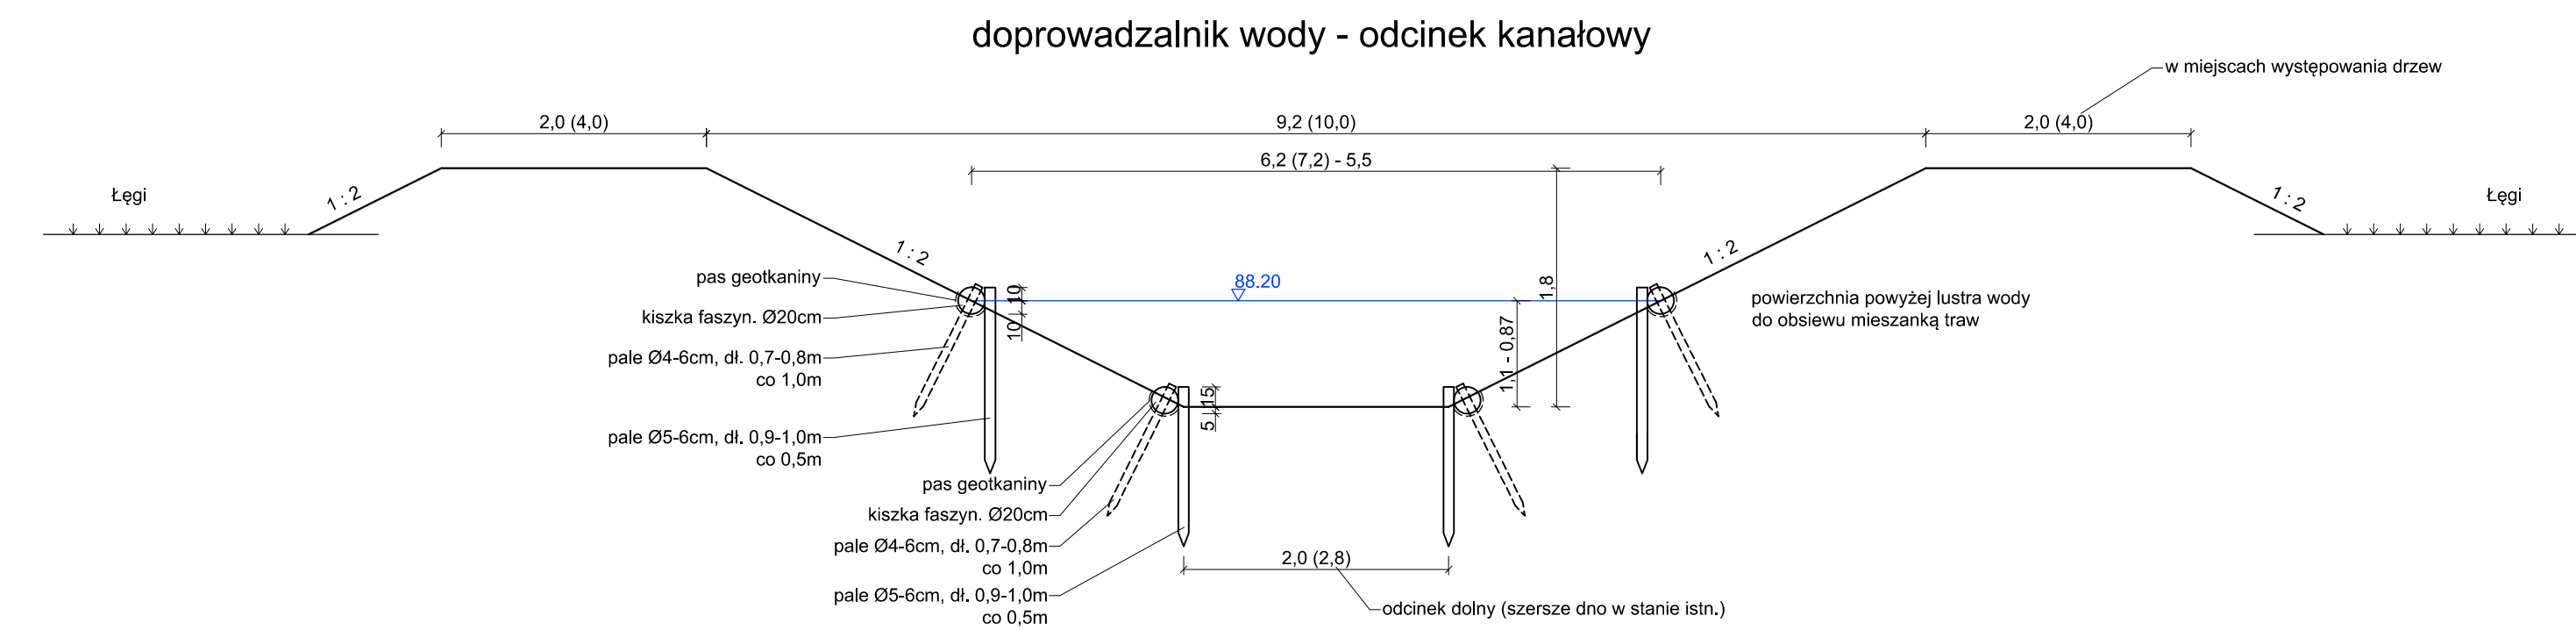 doprowadzalnik wody - odcinek kanałowy
w miejscach występowania drzew
2,0 (4,0)
9,2 (10,0)
2,0 (4,0)
6,2 (7,2) - 5,5
Łęgi
1 : 2
1 : 2
1,8
1 : 2
1 : 2
Łęgi
pas geotkaniny
kiszka faszyn. Ø20cm
pale Ø4-6cm, dł. 0,7-0,8m
co 1,0m
pale Ø5-6cm, dł. 0,9-1,0m
co 0,5m
10
10
88.20
1,1 - 0,87
powierzchnia powyżej lustra wody
do obsiewu mieszanką traw
15
5
pas geotkaniny
kiszka faszyn. Ø20cm
pale Ø4-6cm, dł. 0,7-0,8m
co 1,0m
pale Ø5-6cm, dł. 0,9-1,0m
co 0,5m
2,0 (2,8)
odcinek dolny (szersze dno w stanie istn.)